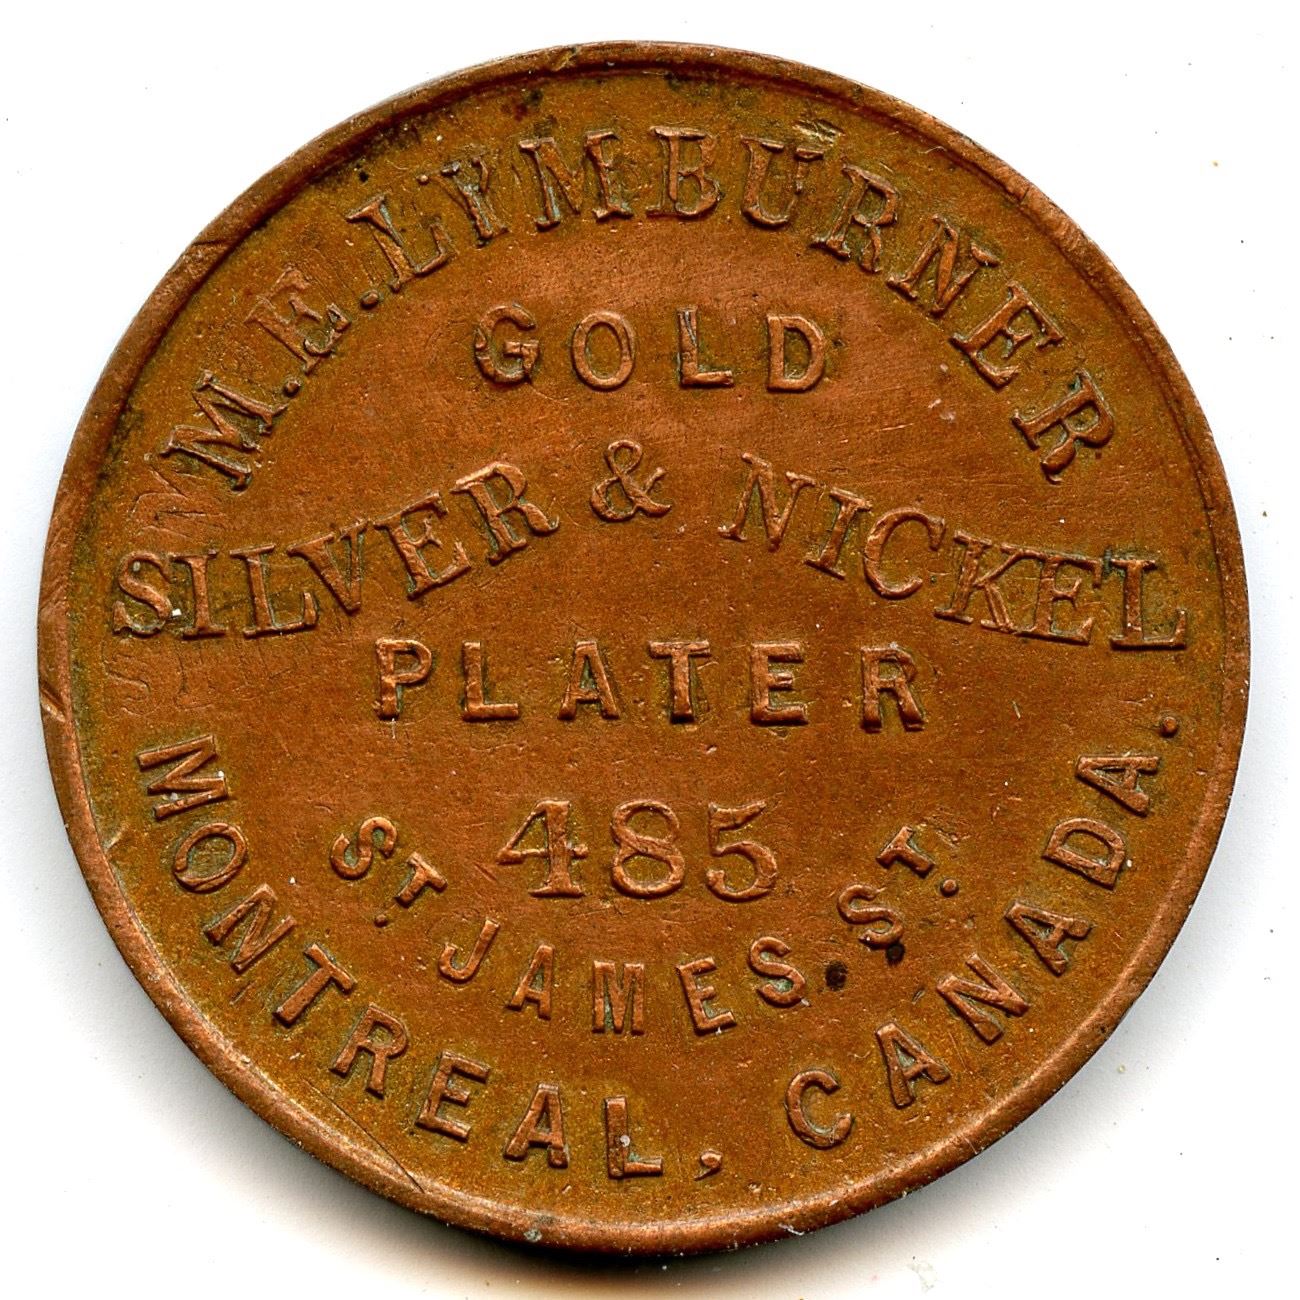 M.E.LYMBURNER
GOLD
SILVER & NICKEL
PLATER
485
ST. JAMES. ST.
MONTREAL, CANADA.